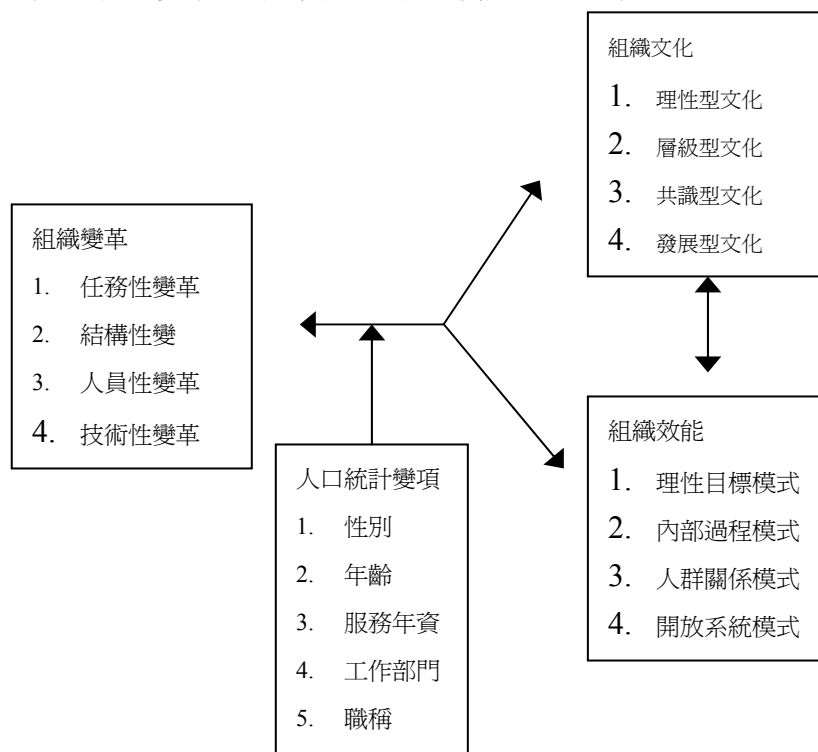 組織文化
1. 理性型文化
2. 層級型文化
3. 共識型文化
4. 發展型文化
組織變革
1. 任務性變革
2. 結構性變
3. 人員性變革
4. 技術性變革
人口統計變項
1. 性別
2. 年齡
3. 服務年資
4. 工作部門
5. 職稱
組織效能
1. 理性目標模式
2. 內部過程模式
3. 人群關係模式
4. 開放系統模式